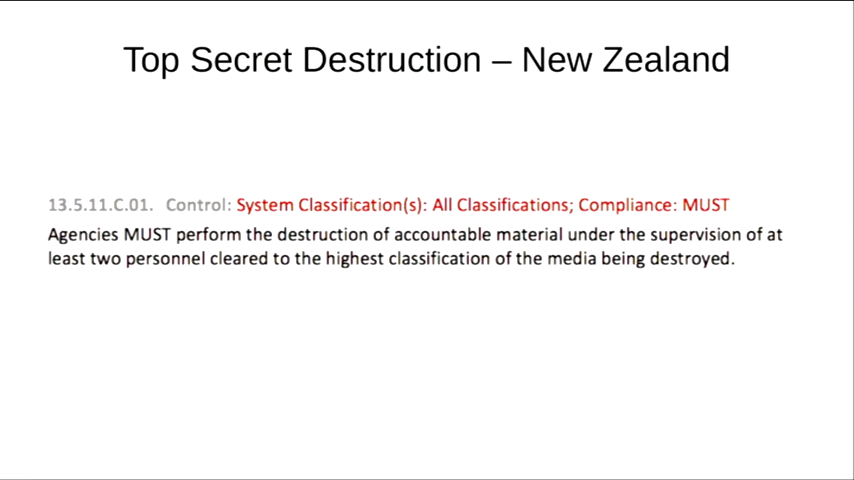 Top Secret Destruction – New Zealand
13.5.11.C.01. Control: System Classification(s): All Classifications; Compliance: MUST
Agencies MUST perform the destruction of accountable material under the supervision of at
least two personnel cleared to the highest classification of the media being destroyed.